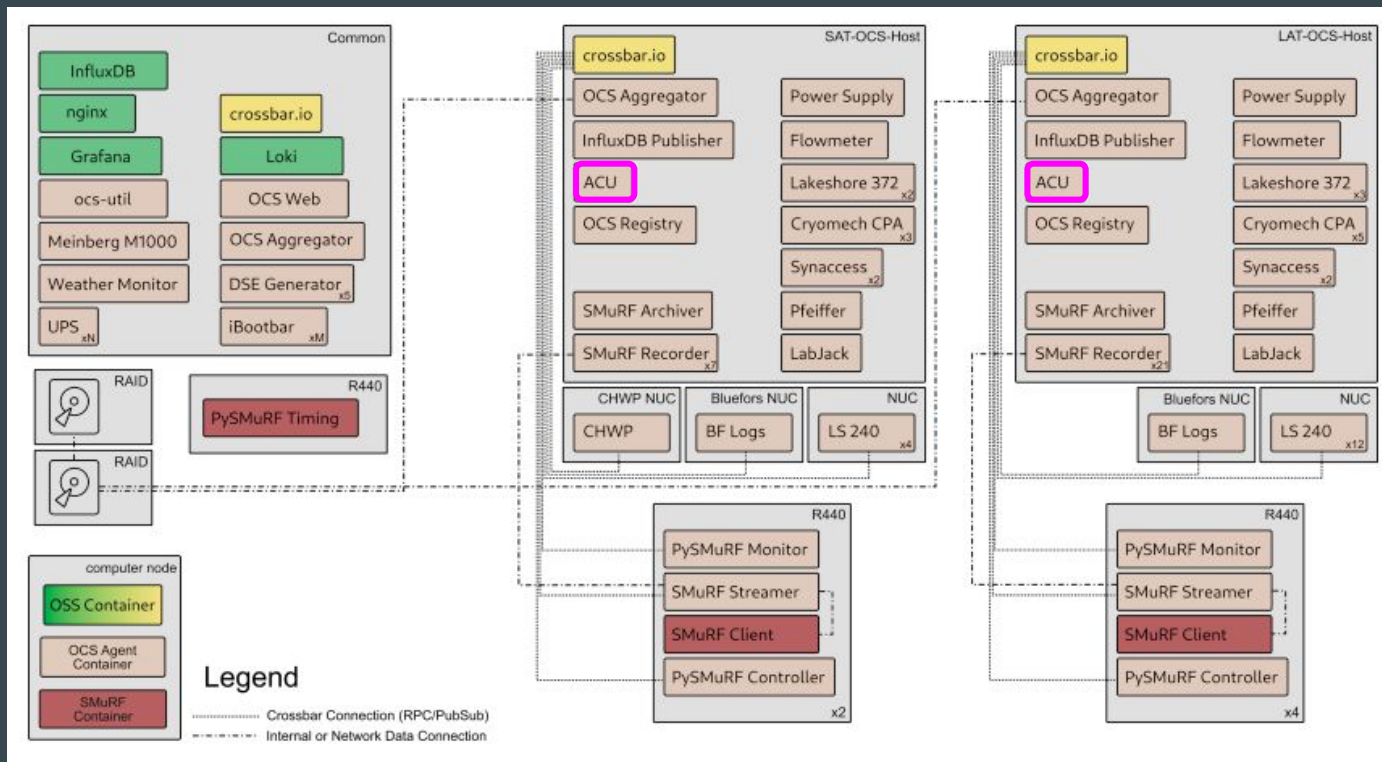 Common
InfluxDB
nginx
crossbar.io
Grafana
Loki
ocs-util
OCS Web
Meinberg M1000
OCS Aggregator
Weather Monitor
DSE Generator
x5
UPS
xN
iBootbar
xM
RAID
RAID
R440
PySMuRF Timing
computer node
OSS Container
OCS Agent
Container
SMuRF
Container
Legend
Crossbar Connection (RPC/PubSub)
Internal or Network Data Connection
SAT-OCS-Host
crossbar.io
OCS Aggregator
Power Supply
InfluxDB Publisher
Flowmeter
ACU
Lakeshore 372
x2
OCS Registry
Cryomech CPA
x3
Synaccess
x2
SMuRF Archiver
Pfeiffer
SMuRF Recorder
x7
LabJack
CHWP NUC
CHWP
Bluefors NUC
BF Logs
NUC
LS 240
x4
R440
PySMuRF Monitor
SMuRF Streamer
SMuRF Client
PySMuRF Controller
x2
LAT-OCS-Host
crossbar.io
OCS Aggregator
Power Supply
InfluxDB Publisher
Flowmeter
ACU
Lakeshore 372
x3
OCS Registry
Cryomech CPA
x5
Synaccess
x2
SMuRF Archiver
Pfeiffer
SMuRF Recorder
x21
LabJack
Bluefors NUC
BF Logs
NUC
LS 240
x12
R440
PySMuRF Monitor
SMuRF Streamer
SMuRF Client
PySMuRF Controller
x4